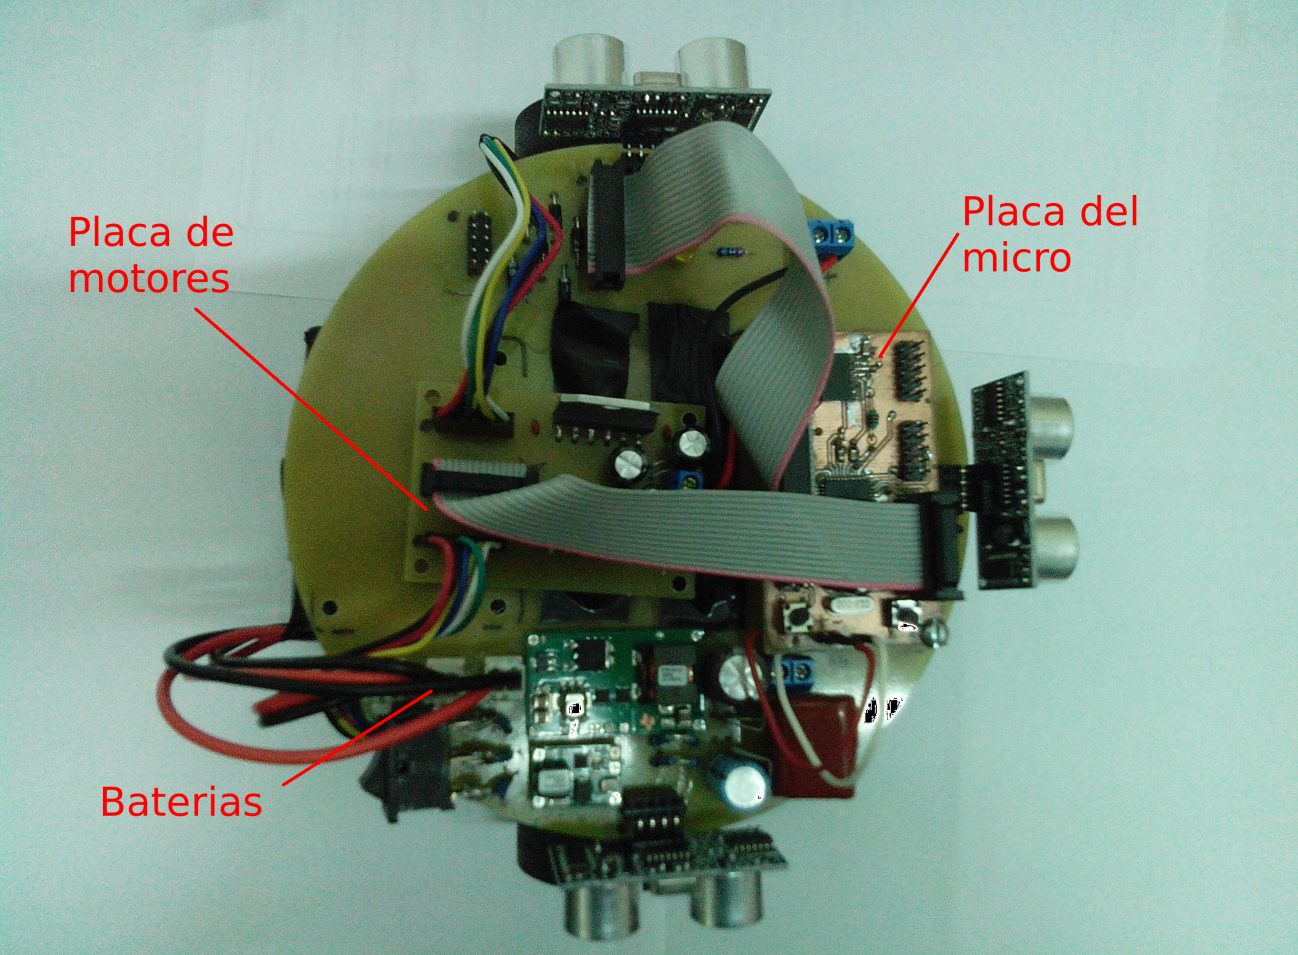 Placa de
motores
Placa del
micro
Baterias